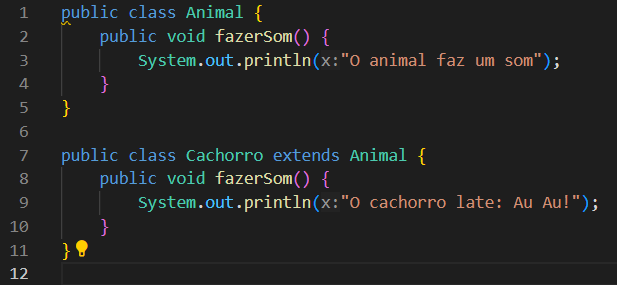 1 public class Animal {
2     public void fazerSom() {
3         System.out.println(x:"O animal faz um som");
4     }
5 }
6
7 public class Cachorro extends Animal {
8     public void fazerSom() {
9         System.out.println(x:"O cachorro late: Au Au!");
10     }
11 }
12